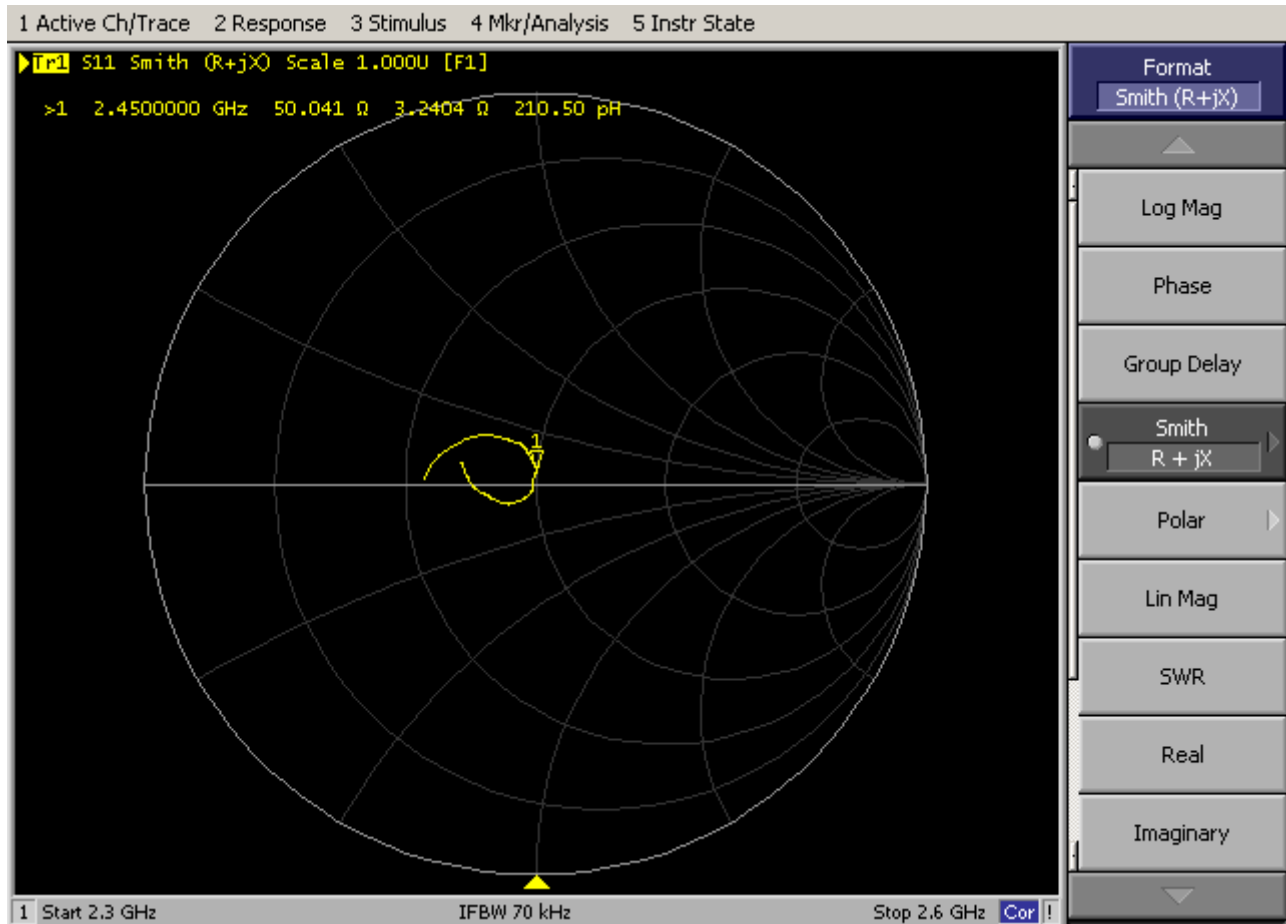 1 Active Ch/Trace 2 Response 3 Stimulus 4 Mkr/Analysis 5 Instr State
Tr1 S11 Smith (R+jX) Scale 1.000U [F1]
>1 2.4500000 GHz 50.041 Ω 3.2404 Ω 210.50 pH
1
Format
Smith (R+jX)
Log Mag
Phase
Group Delay
Smith
R + jX
Polar
Lin Mag
SWR
Real
Imaginary
1 Start 2.3 GHz IFBW 70 kHz Stop 2.6 GHz Cor !